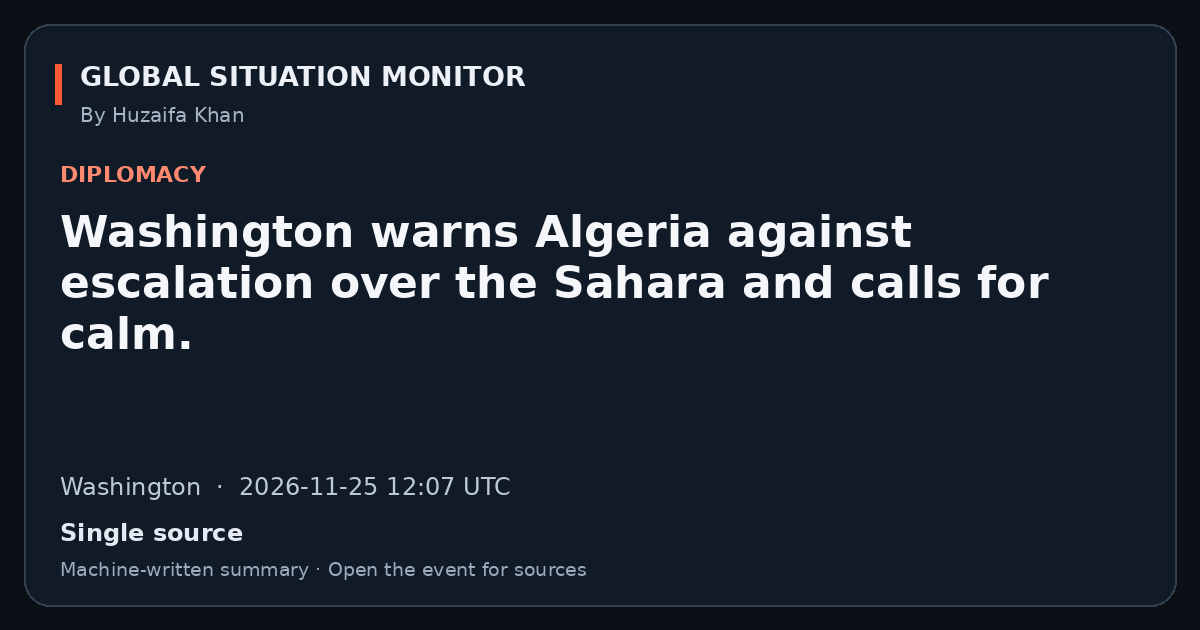 GLOBAL SITUATION MONITOR
By Huzaifa Khan
DIPLOMACY
Washington warns Algeria against
escalation over the Sahara and calls for
calm.
Washington · 2026-11-25 12:07 UTC
Single source
Machine-written summary · Open the event for sources